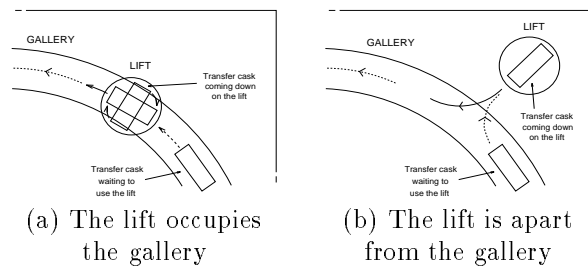 GALLERY
LIFT
Transfer cask
coming down
on the lift
Transfer cask
waiting to
use the lift
(a) The lift occupies
the gallery
LIFT
GALLERY
Transfer cask
coming down
on the lift
Transfer cask
waiting to
use the lift
(b) The lift is apart
from the gallery